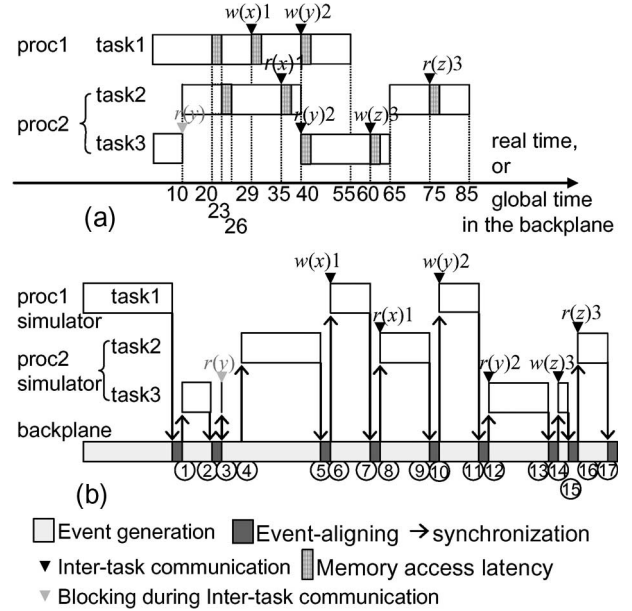 w(x)1 w(y)2
proc1 task1
r(x)1 r(z)3
task2
r(y) r(y)2 w(z)3
proc2
task3
real time,
or
10 20 29 35 40 55 60 65 75 85
global time
23
in the backplane
26
(a)
w(x)1 w(y)2
proc1 task1
simulator
r(x)1 r(z)3
task2
proc2
r(y) r(y)2 w(z)3
simulator
task3
backplane
① ② ③ ④ ⑤ ⑥ ⑦ ⑧ ⑨ ⑩ ⑪ ⑫ ⑬ ⑭ ⑯ ⑰
⑮
(b)
Event generation Event-aligning synchronization
Inter-task communication Memory access latency
Blocking during Inter-task communication